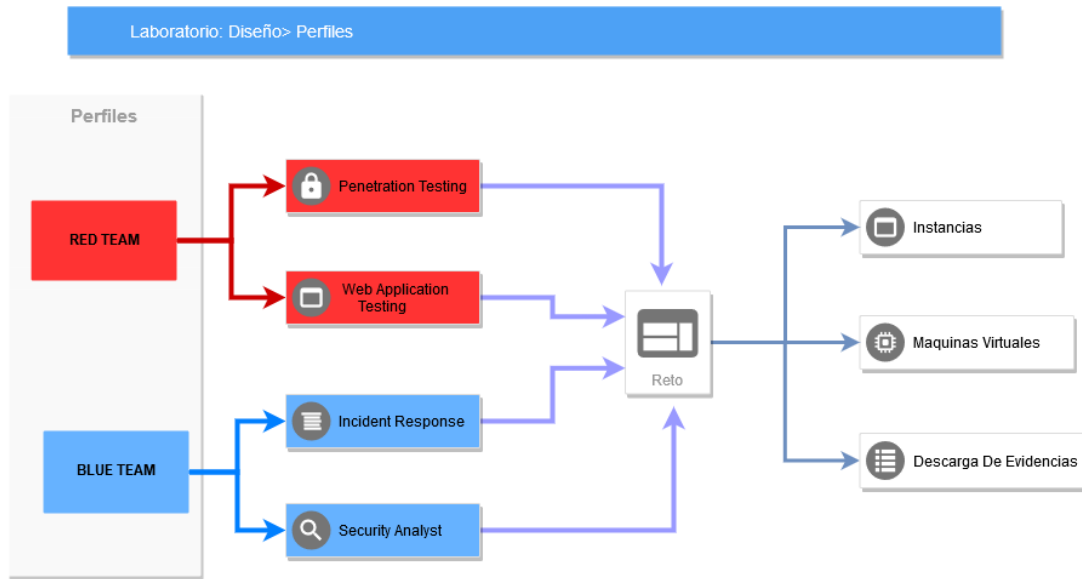 Laboratorio: Diseño> Perfiles
Perfiles
RED TEAM
Penetration Testing
Web Application
Testing
BLUE TEAM
Incident Response
Security Analyst
Reto
Instancias
Maquinas Virtuales
Descarga De Evidencias